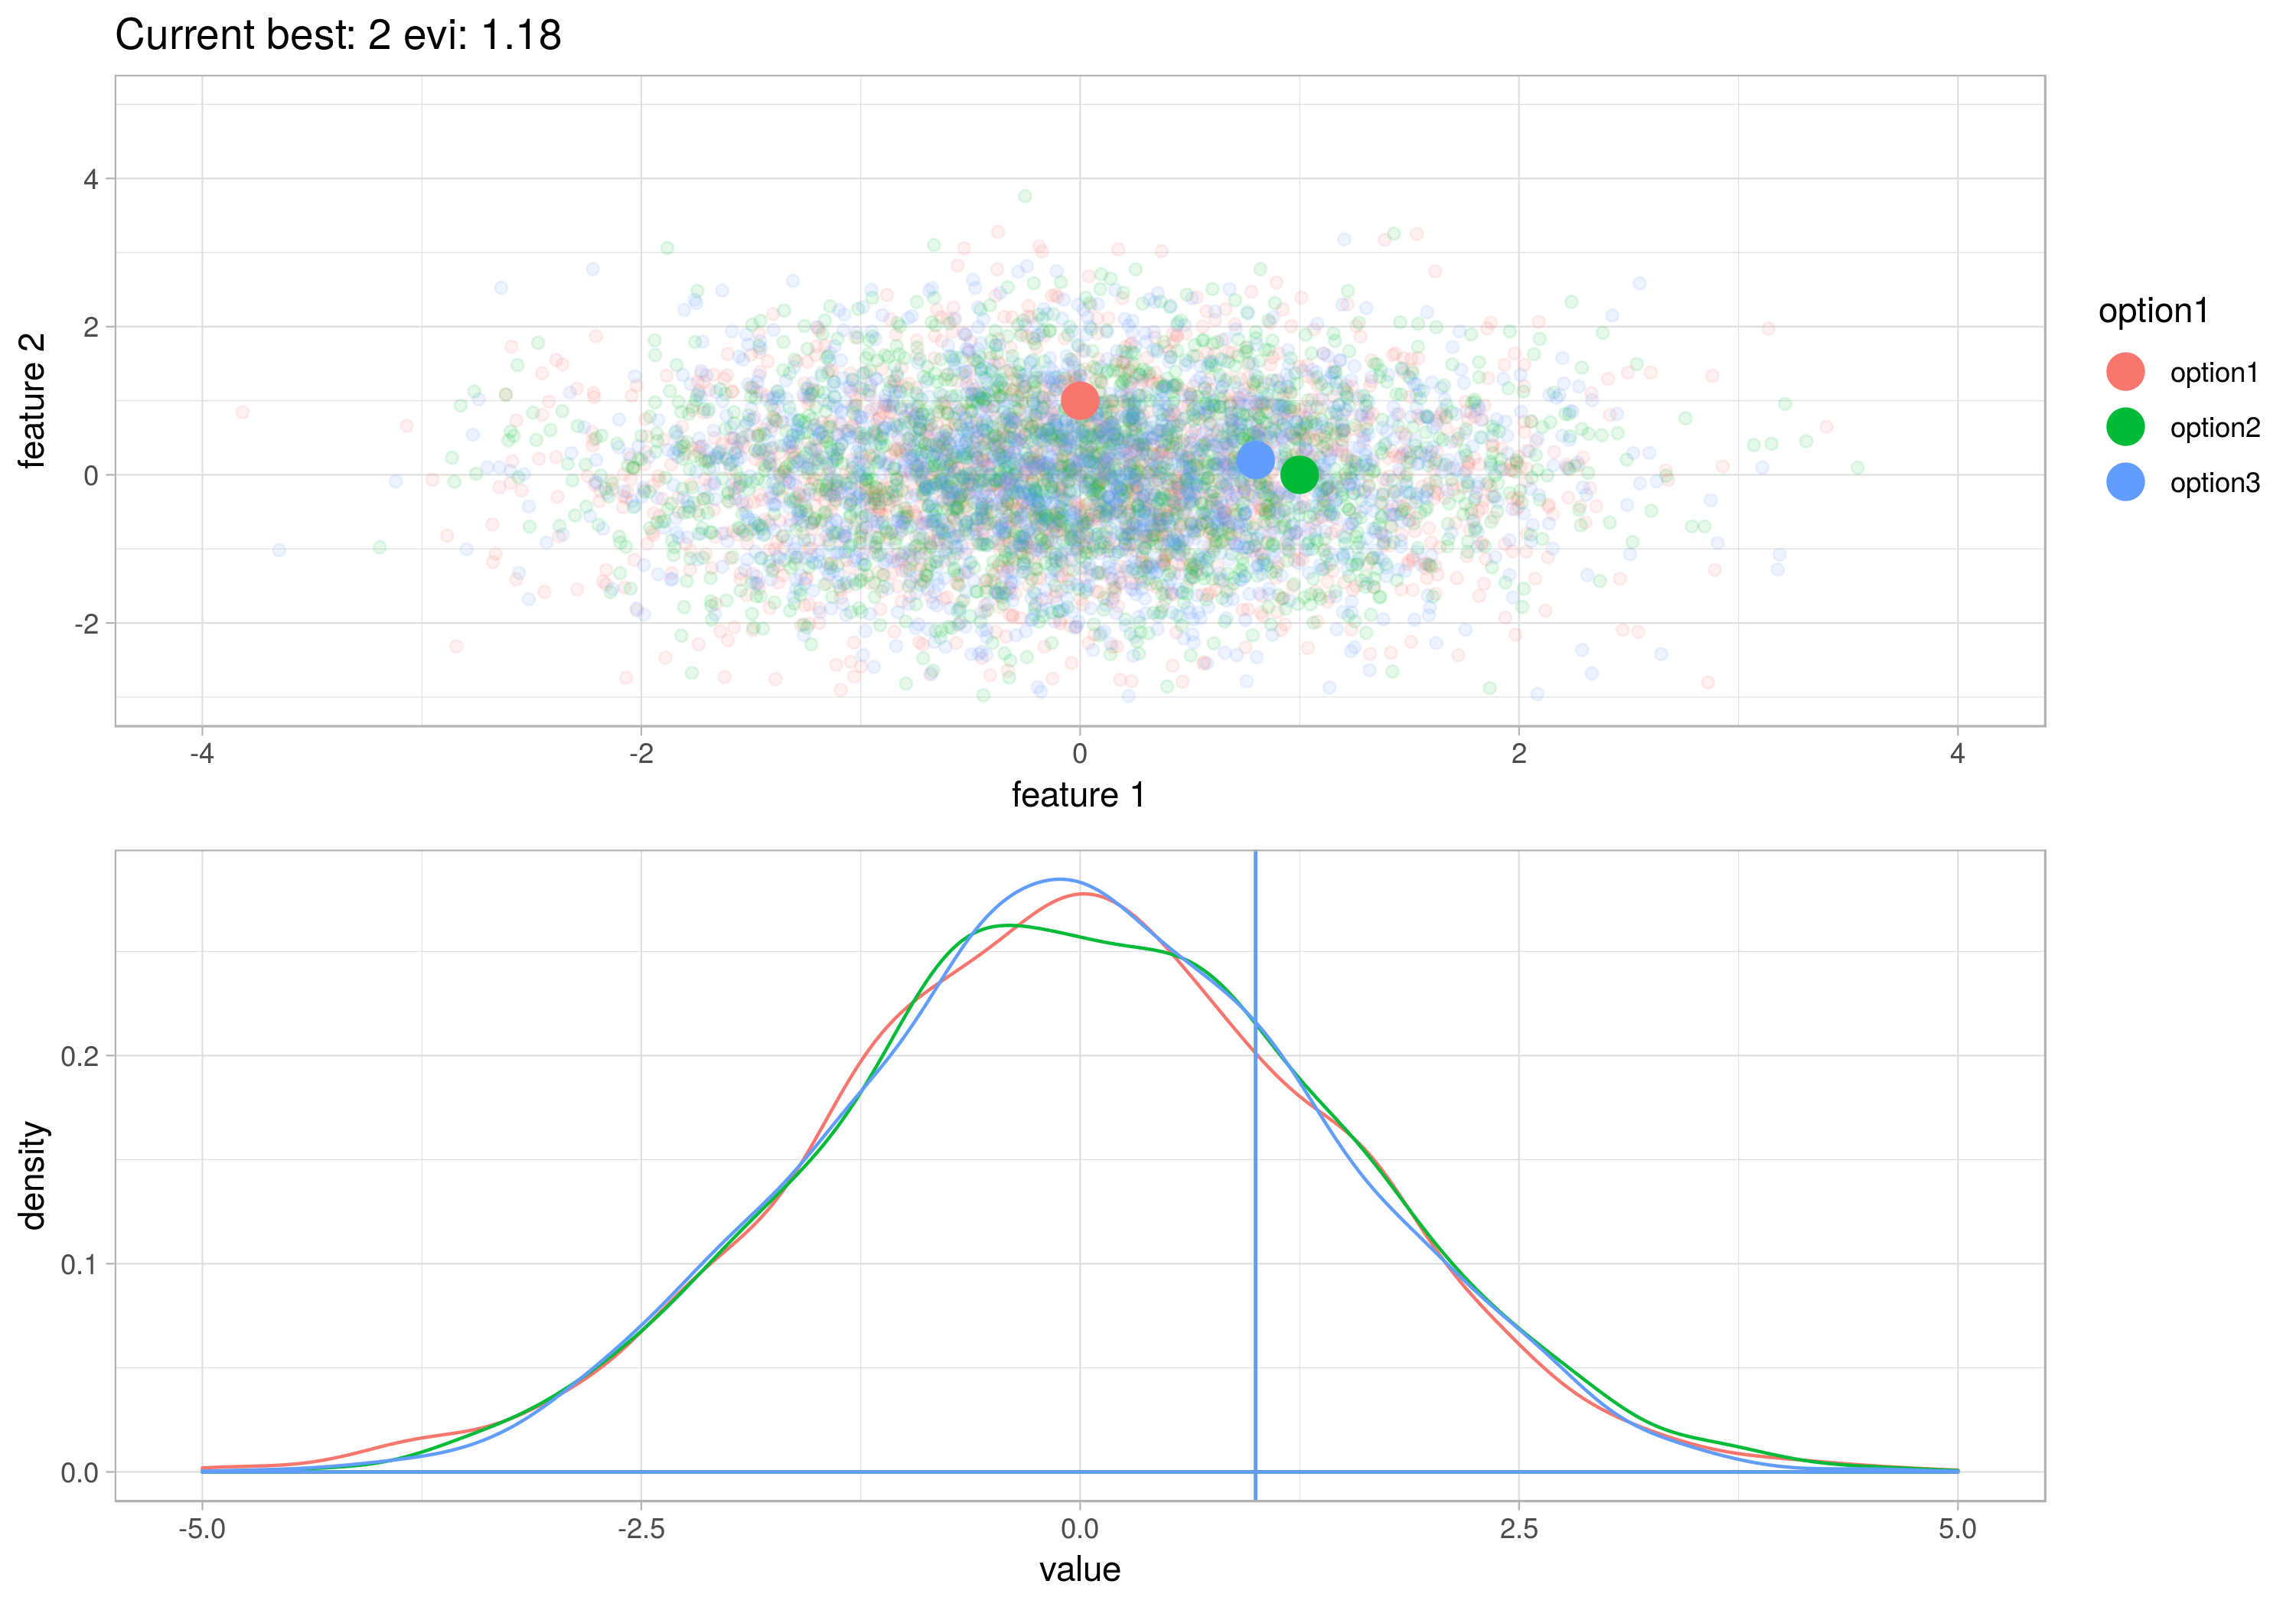 Current best: 2 evi: 1.18
feature 2
4
2
0
-2
-4
-2
0
2
4
feature 1
option1
option1
option2
option3
density
0.2
0.1
0.0
-5.0
-2.5
0.0
2.5
5.0
value